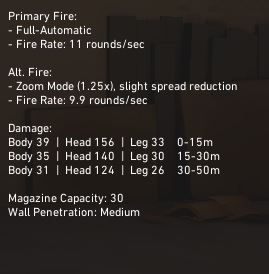 Primary Fire:
- Full-Automatic
- Fire Rate: 11 rounds/sec
Alt. Fire:
- Zoom Mode (1.25x), slight spread reduction
- Fire Rate: 9.9 rounds/sec
Damage:
Body 39 | Head 156 | Leg 33 0-15m
Body 35 | Head 140 | Leg 30 15-30m
Body 31 | Head 124 | Leg 26 30-50m
Magazine Capacity: 30
Wall Penetration: Medium